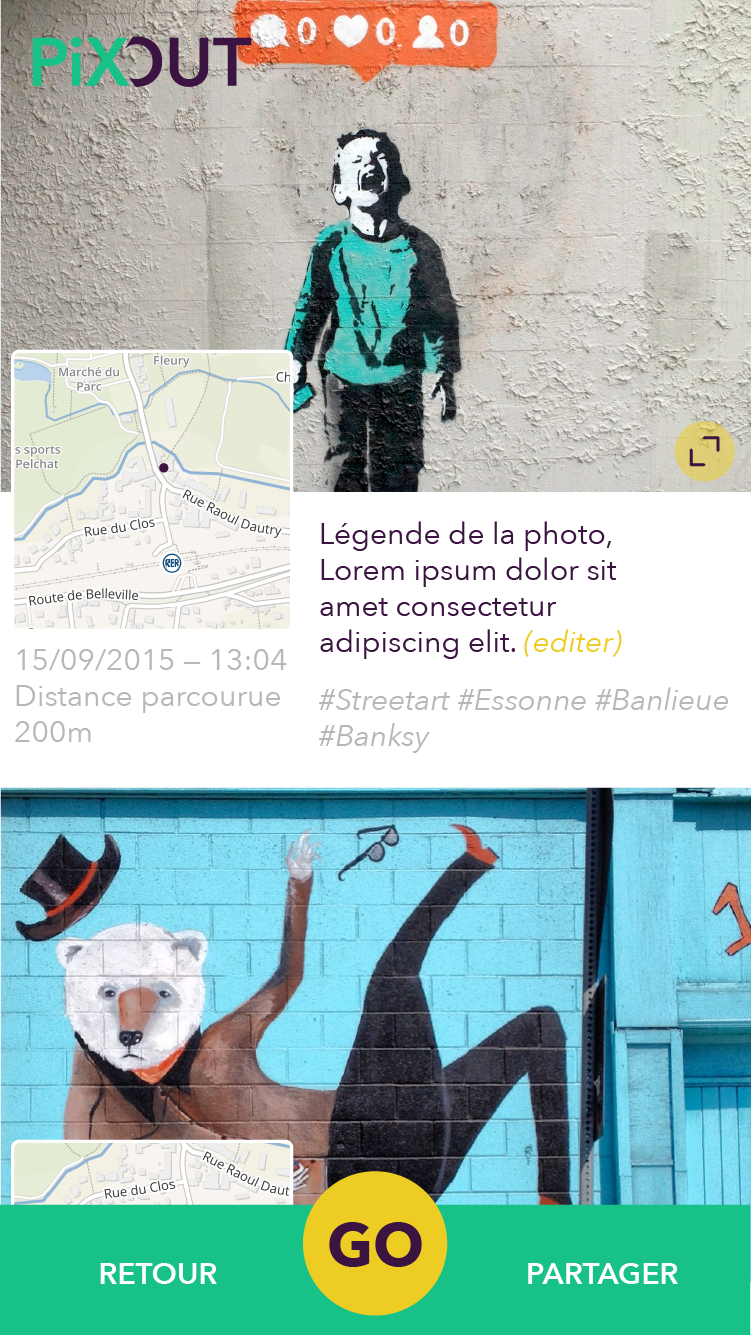 PiXOUT
0 0 0
Fleury
Marché du
Parc
Ch
s sports
Pelchat
Rue Raoul Dautry
Rue du Clos
RER
Route de Belleville
Légende de la photo,
Lorem ipsum dolor sit
amet consectetur
adipiscing elit. (editer)
15/09/2015 – 13:04
Distance parcourue
200m
#Streetart #Essonne #Banlieue
#Banksy
1
Rue Raoul Daut
Rue du Clos
RETOUR
GO
PARTAGER